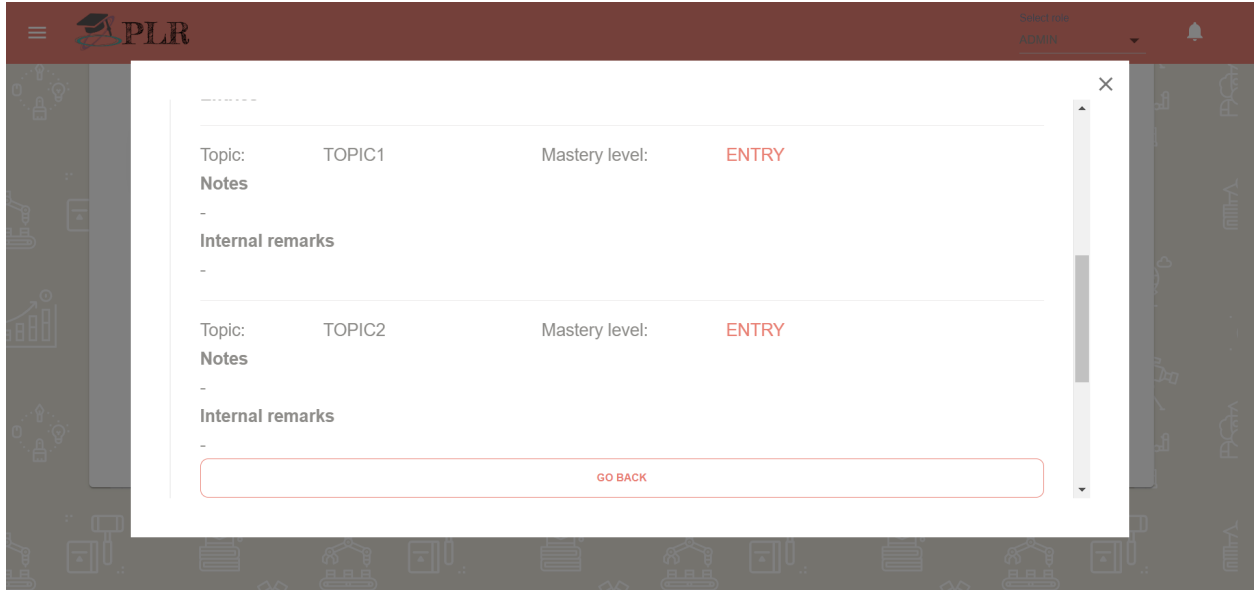 PLR
Select role
ADMIN
Entries
Topic: TOPIC1 Mastery level: ENTRY
Notes
-
Internal remarks
-
Topic: TOPIC2 Mastery level: ENTRY
Notes
-
Internal remarks
-
GO BACK